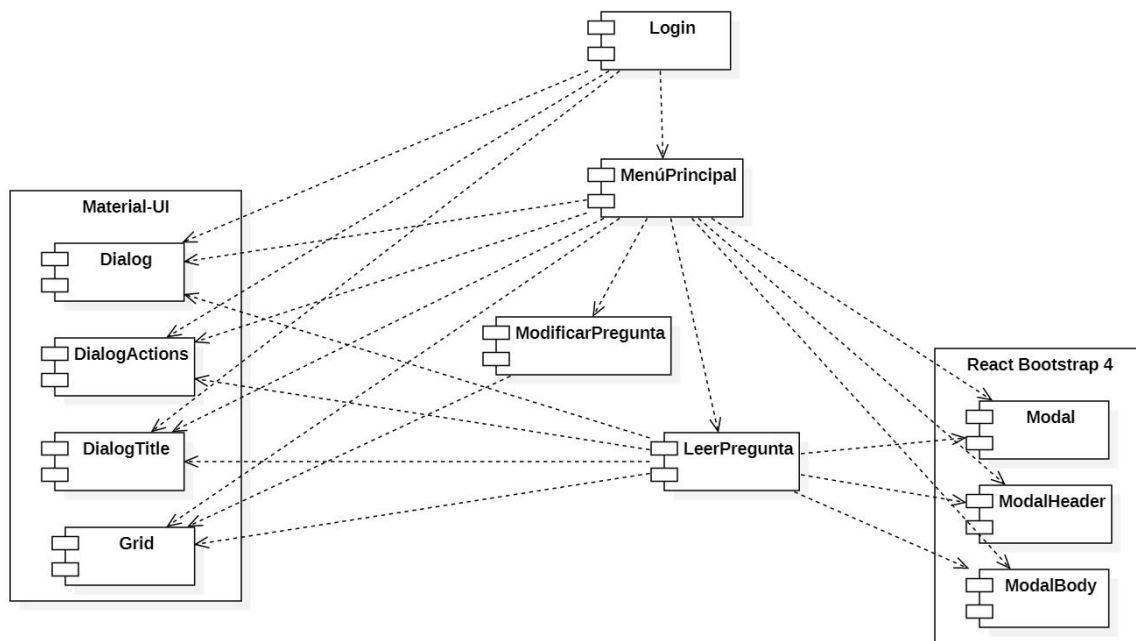 Login
MenúPrincipal
Material-UI
Dialog
ModificarPregunta
DialogActions
React Bootstrap 4
Modal
DialogTitle
LeerPregunta
ModalHeader
Grid
ModalBody